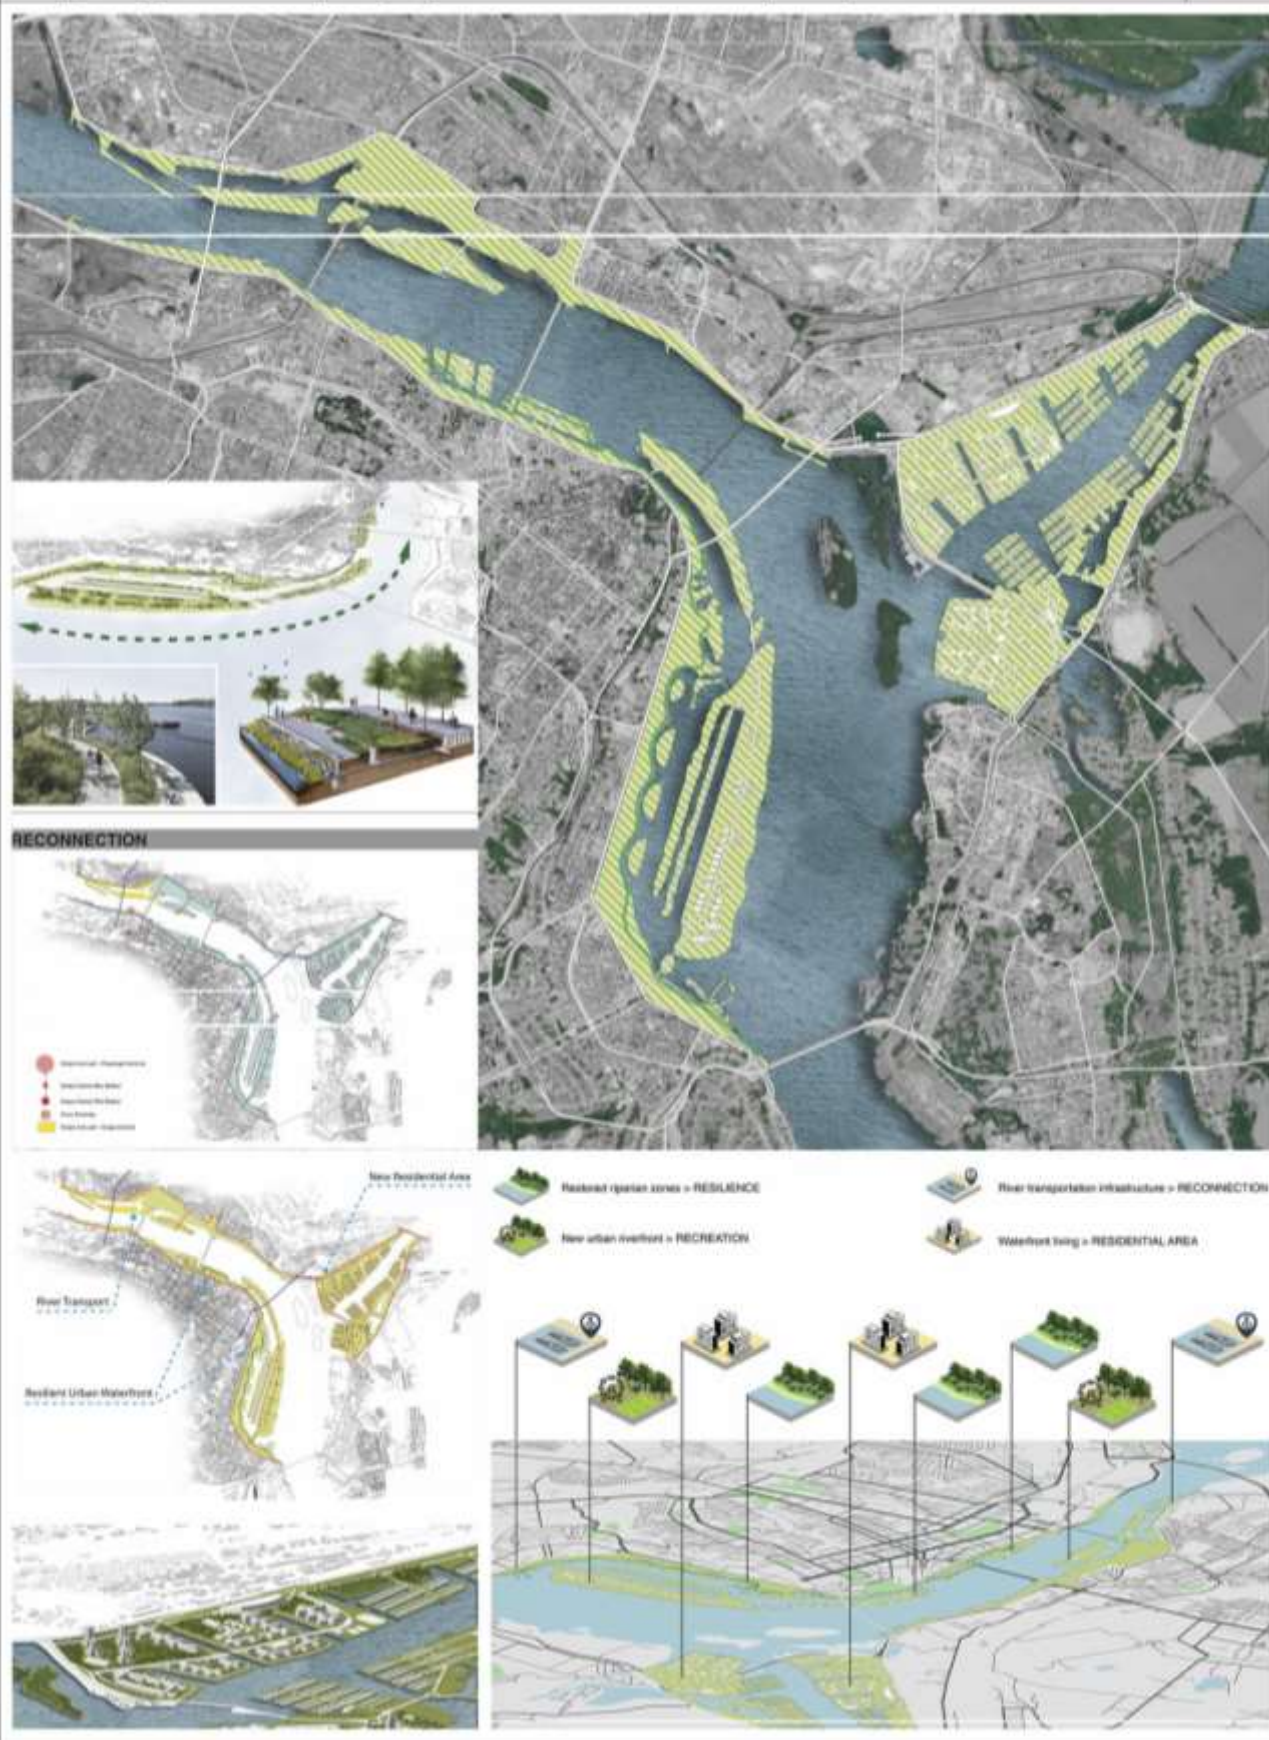 RECONNECTION
New Residential Area
River Transport
Resilient Urban Waterfront
Restored riparian zones > RESILIENCE
New urban riverfront > RECREATION
River transportation infrastructure > RECONNECTION
Waterfront living > RESIDENTIAL AREA